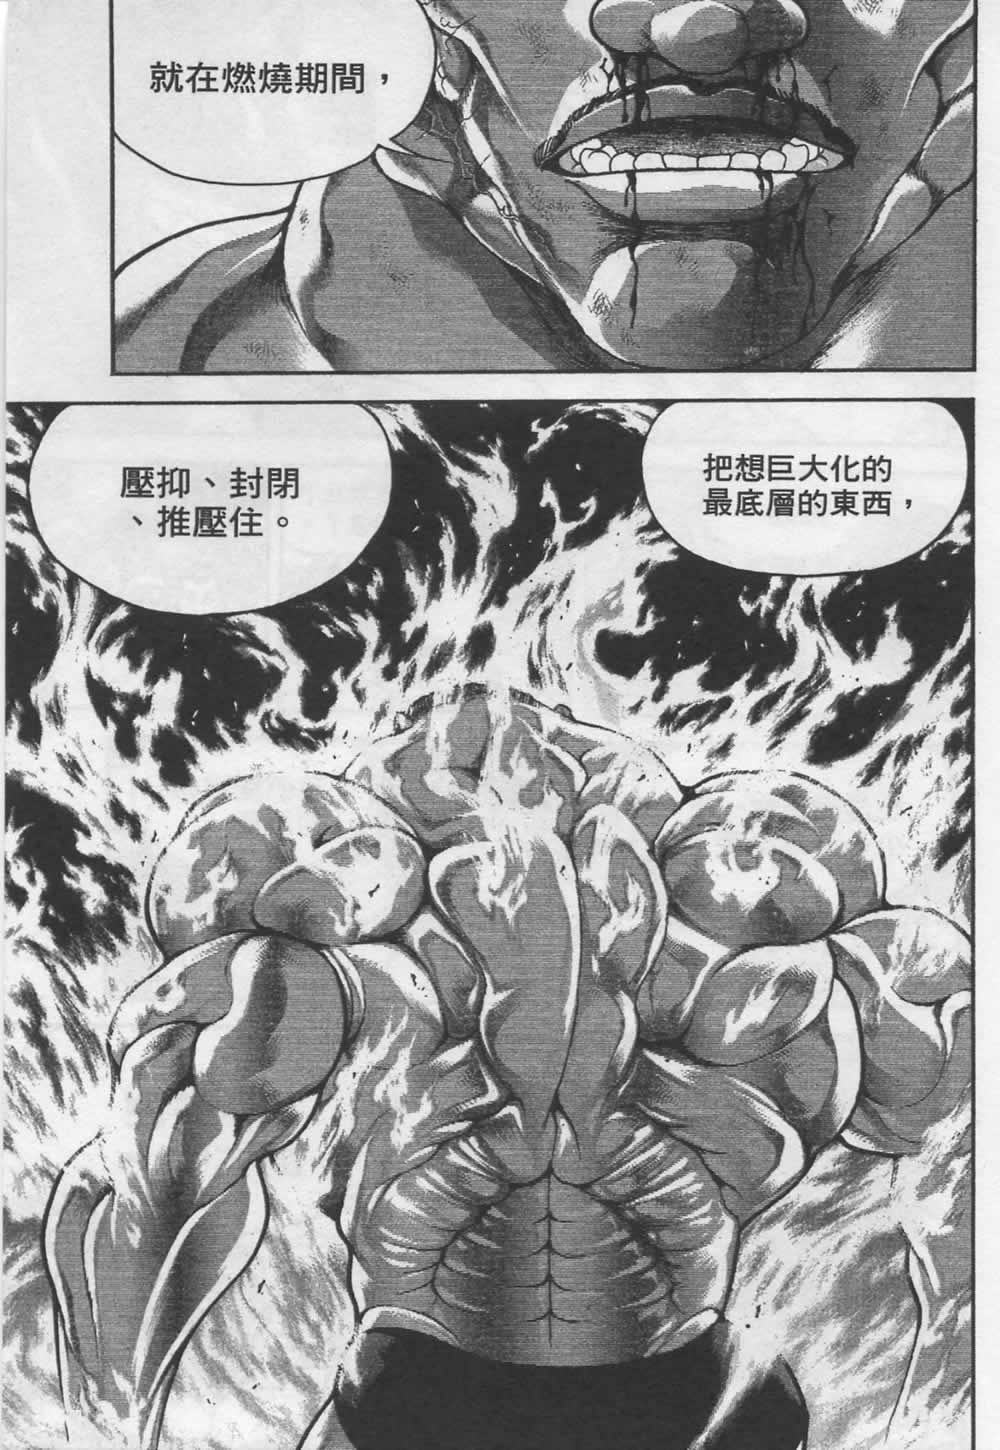 就在燃燒期間，
把想巨大化的
最底層的東西，
壓抑、封閉
、推壓住。